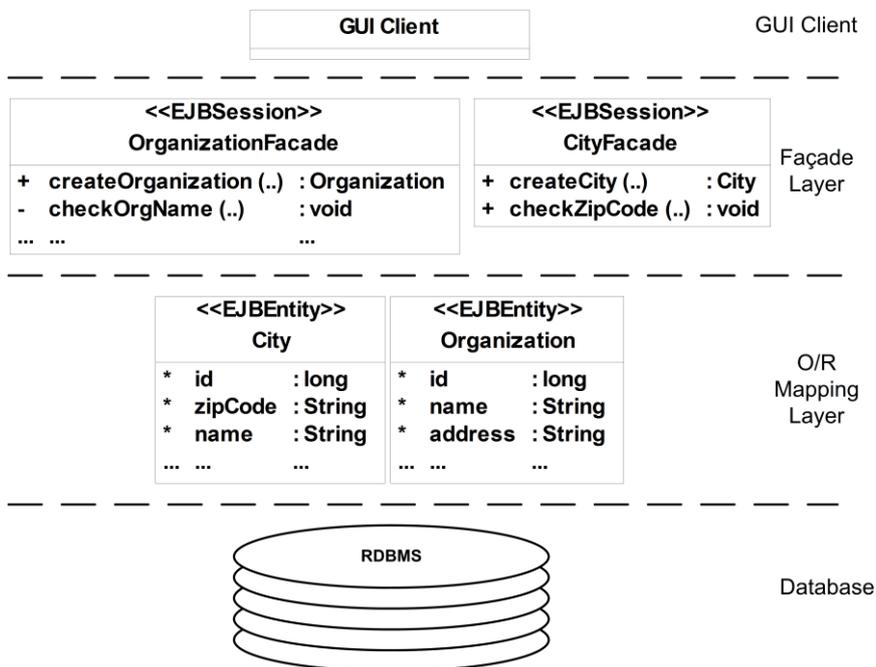 GUI Client
GUI Client
<<EJBSession>>
OrganizationFacade
+ createOrganization (..) : Organization
- checkOrgName (..) : void
... ... ...
<<EJBSession>>
CityFacade
+ createCity (..) : City
+ checkZipCode (..) : void
Façade
Layer
<<EJBEntity>>
City
* id : long
* zipCode : String
* name : String
... ... ...
<<EJBEntity>>
Organization
* id : long
* name : String
* address : String
... ... ...
O/R
Mapping
Layer
RDBMS
Database